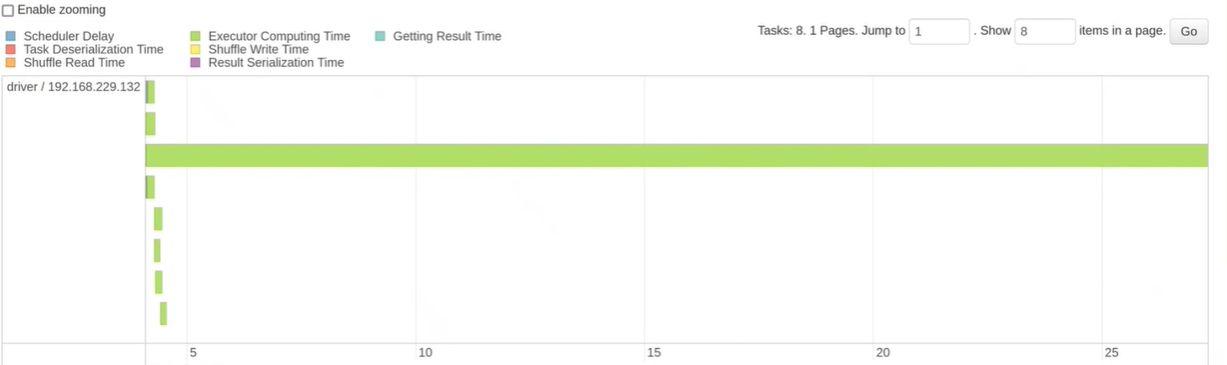 Enable zooming
Scheduler Delay Executor Computing Time Getting Result Time
Task Deserialization Time Shuffle Write Time
Shuffle Read Time Result Serialization Time
Tasks: 8. 1 Pages. Jump to 1 . Show 8 items in a page. Go
driver / 192.168.229.132
5 10 15 20 25